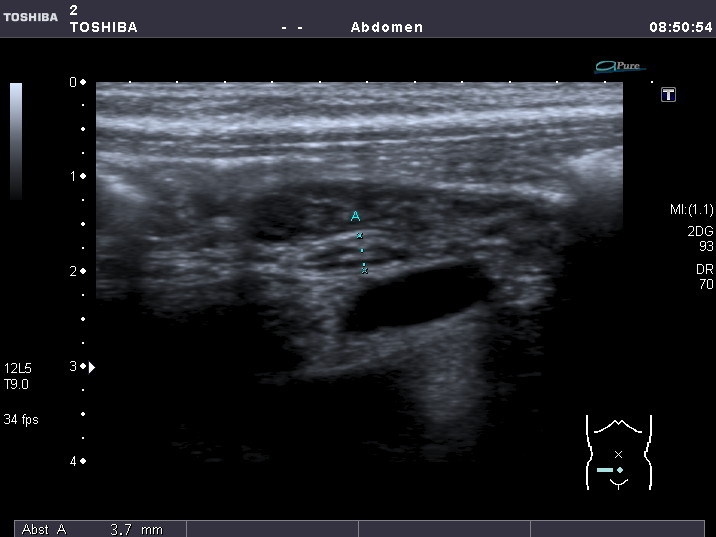 TOSHIBA
2
TOSHIBA
- -
Abdomen
08:50:54
Pure
T
0
1
A
2
3
4
MI:(1.1)
2DG
93
DR
70
12L5
T9.0
34 fps
Abst A 3.7 mm